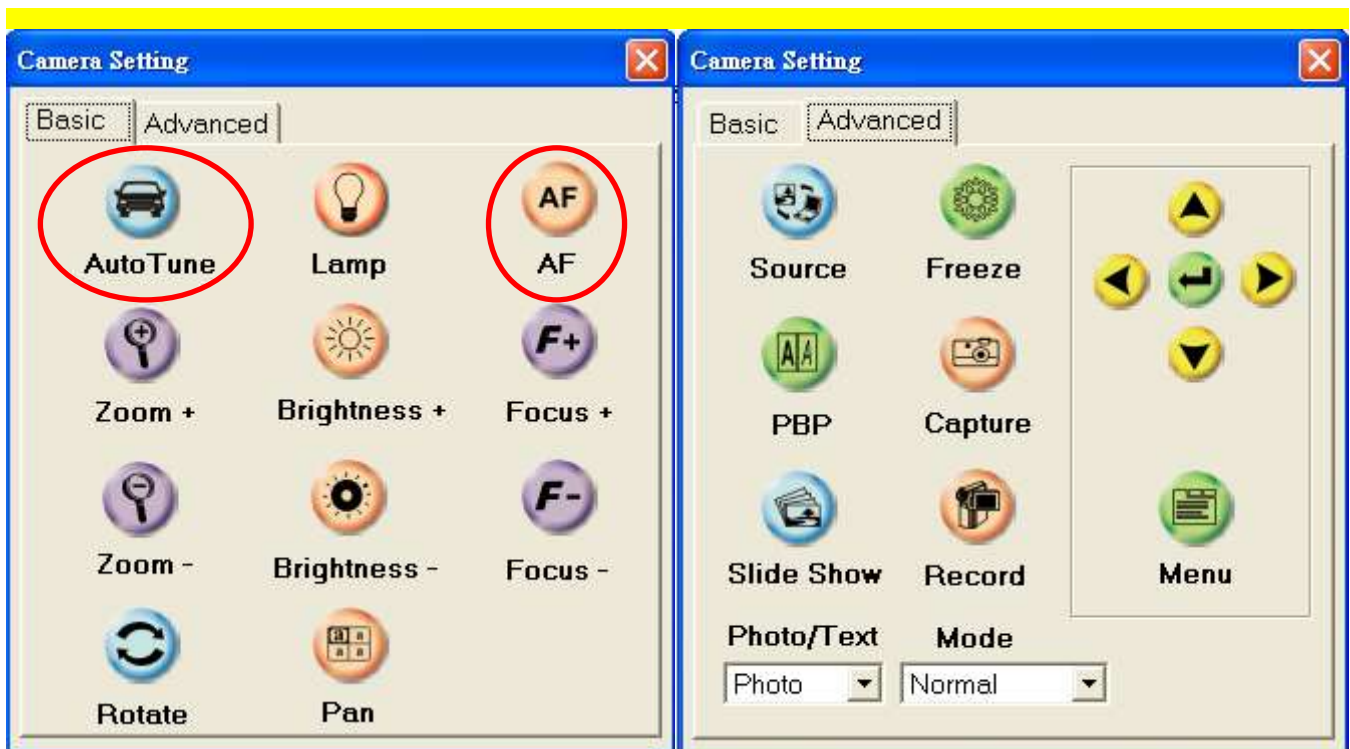 Camera Setting
Basic
Advanced
AutoTune
Lamp
AF
AF
Zoom +
Brightness +
F+
Focus +
Zoom -
Brightness -
F-
Focus -
Rotate
a a
a a
Pan
Camera Setting
Basic
Advanced
Source
Freeze
A A
PBP
Capture
Slide Show
Record
Menu
Photo/Text
Mode
Photo
Normal